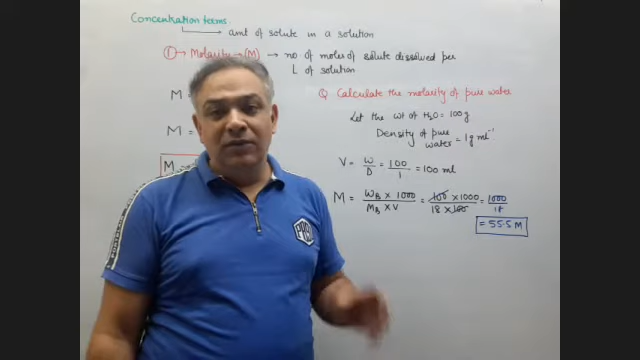 Concentration terms.
amt of solute in a solution
① → Molarity → (M) → no of moles of solute dissolved per
L of solution
M
Q Calculate the molarity of pure water
Let the wt of H₂O = 100g
M =
Density of pure water = 1g ml⁻¹
V = W/D = 100/1 = 100 ml
M
M = W_B × 1000 / M_B × V = 100 × 1000 / 18 × 100 = 1000/18
= 55.5 M